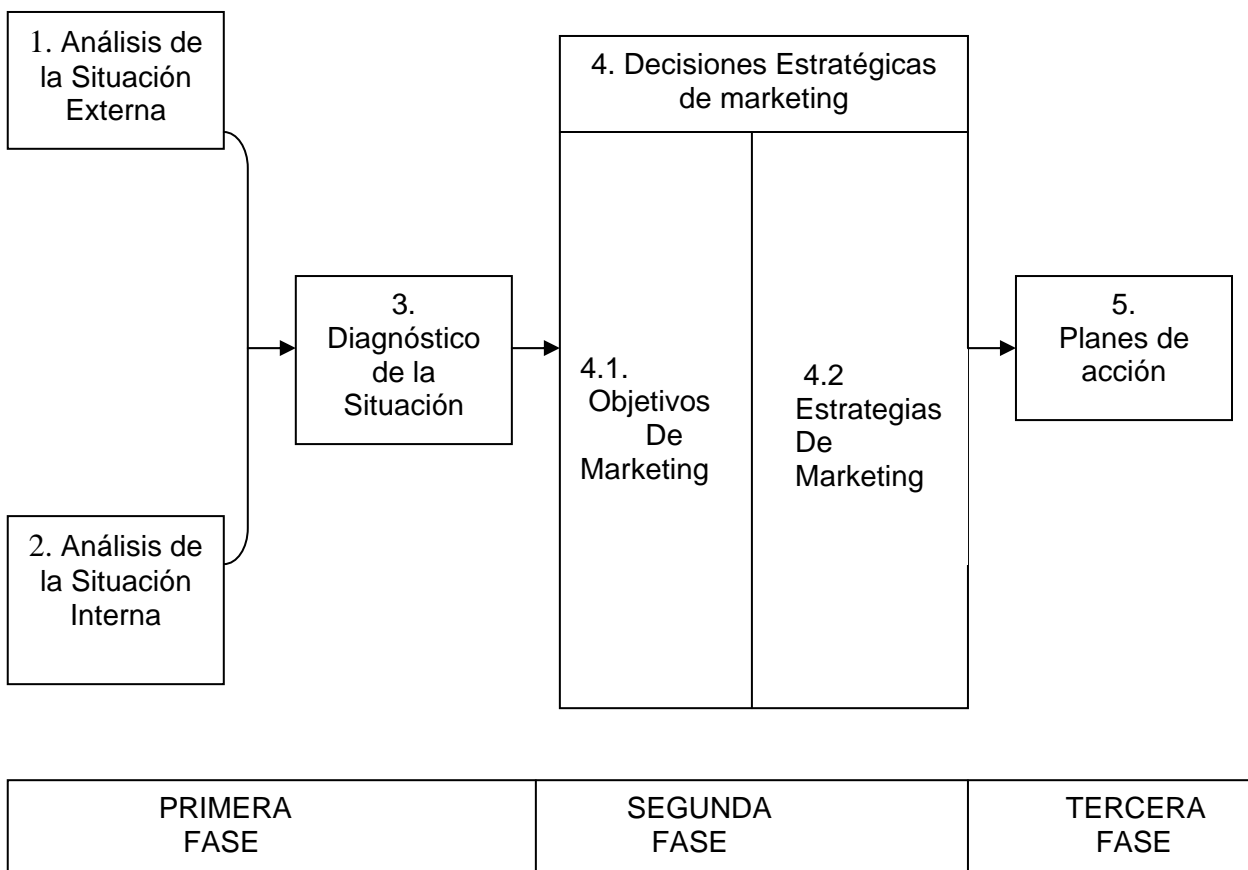 1. Análisis de
la Situación
Externa
2. Análisis de
la Situación
Interna
3.
Diagnóstico
de la
Situación
4. Decisiones Estratégicas
de marketing
4.1.
Objetivos
De
Marketing
4.2
Estrategias
De
Marketing
5.
Planes de
acción
PRIMERA
FASE
SEGUNDA
FASE
TERCERA
FASE